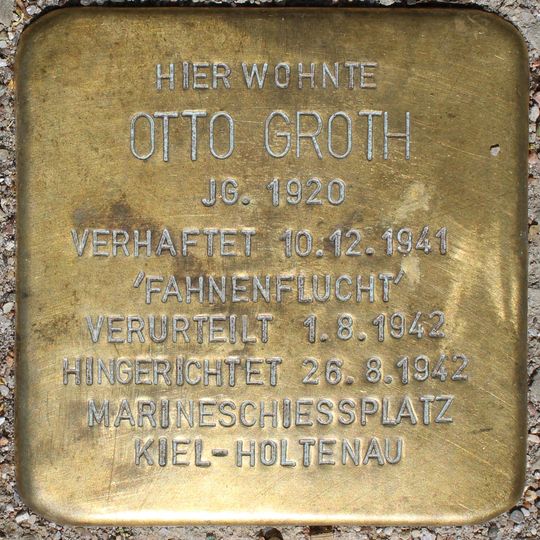 HIER WOHNTE
OTTO GROTH
JG. 1920
VERHAFTET 10.12.1941
'FAHNENFLUCHT'
VERURTEILT 1.8.1942
HINGERICHTET 26.8.1942
MARINESCHIESSPLATZ
KIEL-HOLTENAU